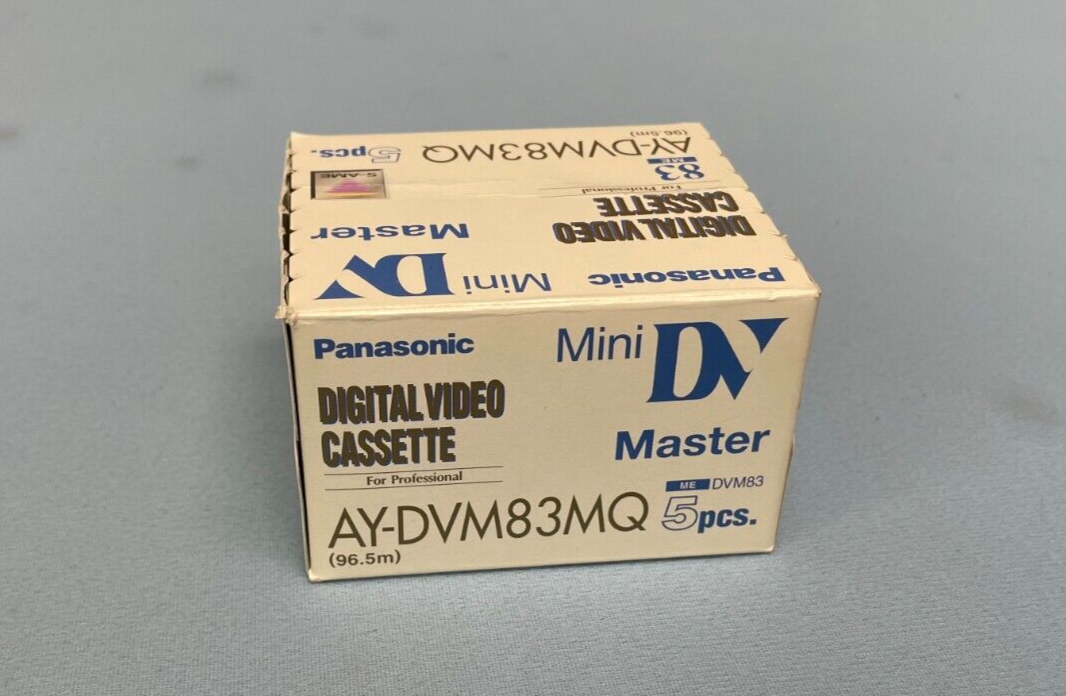 AY-DVM83MQ 5pcs.
(96.5m)
83
ME
S-AME
For Professional
DIGITAL VIDEO
CASSETTE
Master
Panasonic Mini DV
Panasonic
Mini DV
DIGITAL VIDEO
CASSETTE
Master
For Professional
ME DVM83
AY-DVM83MQ 5pcs.
(96.5m)